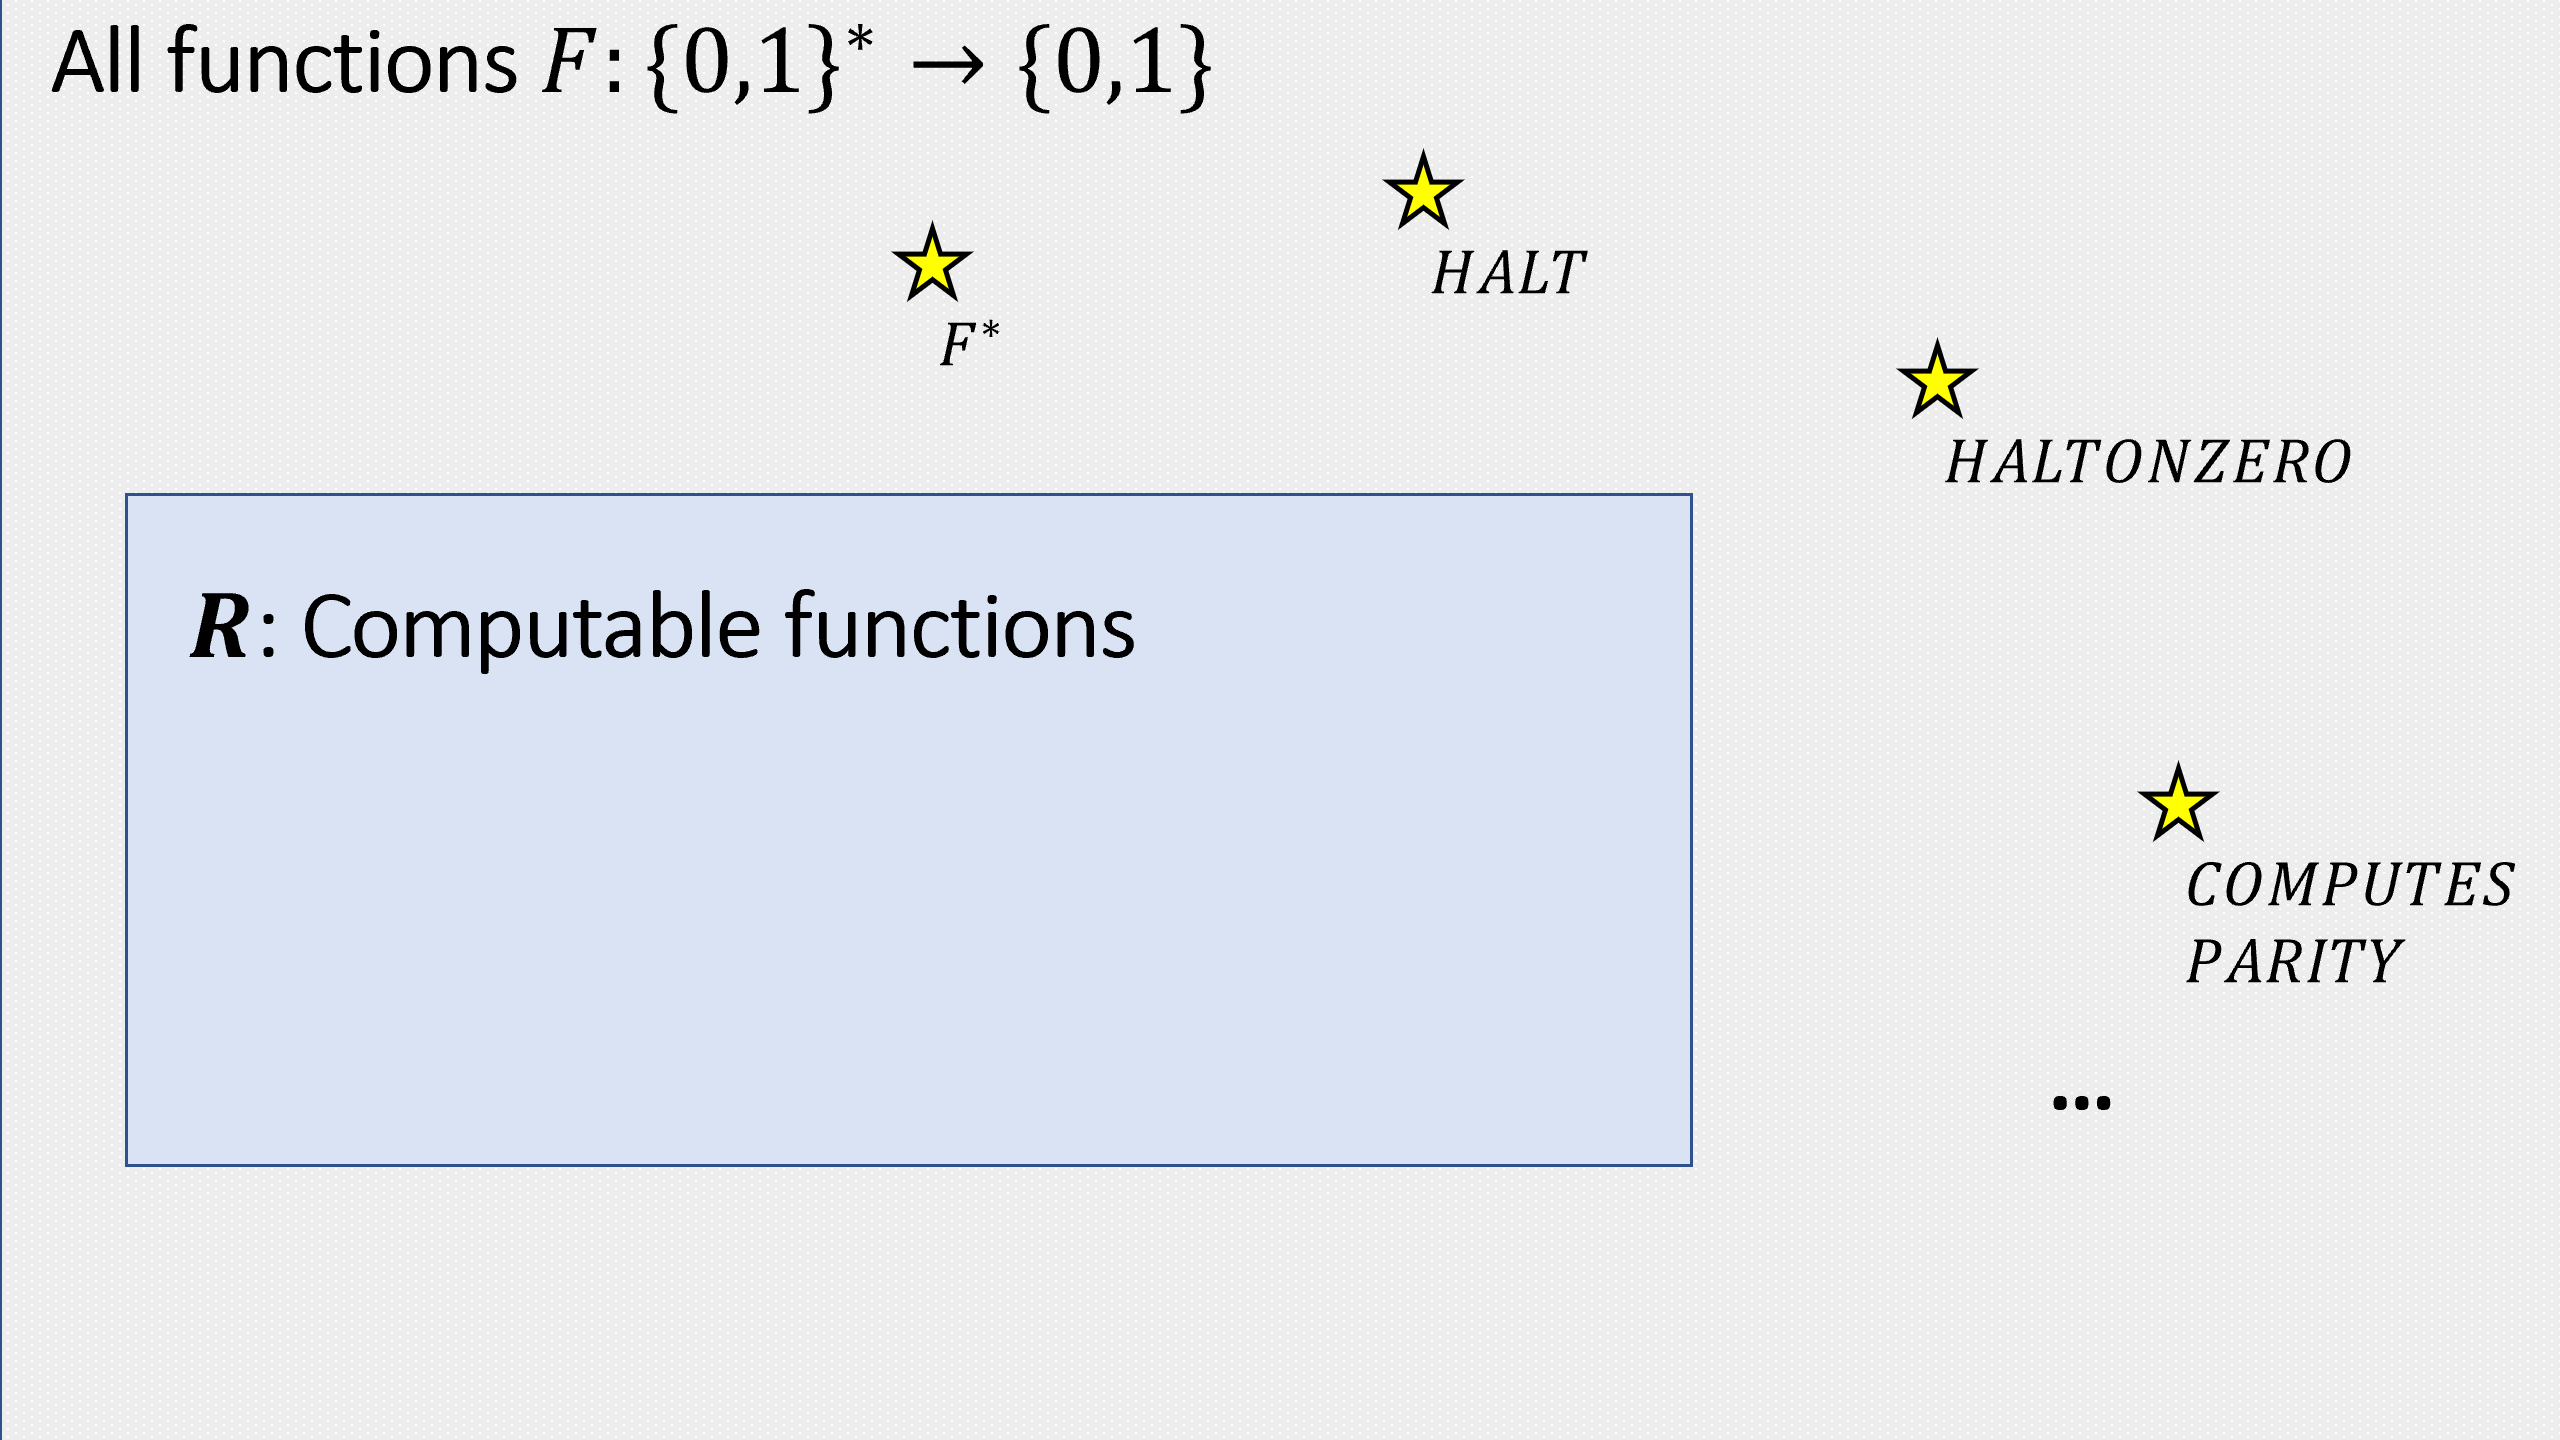 All functions F: {0,1}* → {0,1}
HALT
F*
HALTONZERO
R: Computable functions
COMPUTES
PARITY
...